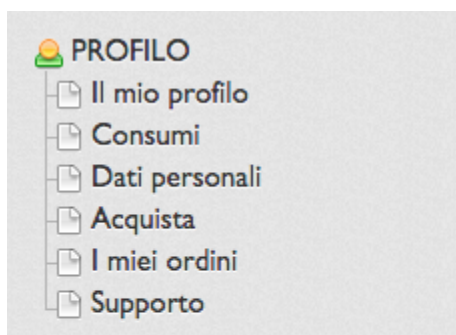 PROFILO
Il mio profilo
Consumi
Dati personali
Acquista
I miei ordini
Supporto